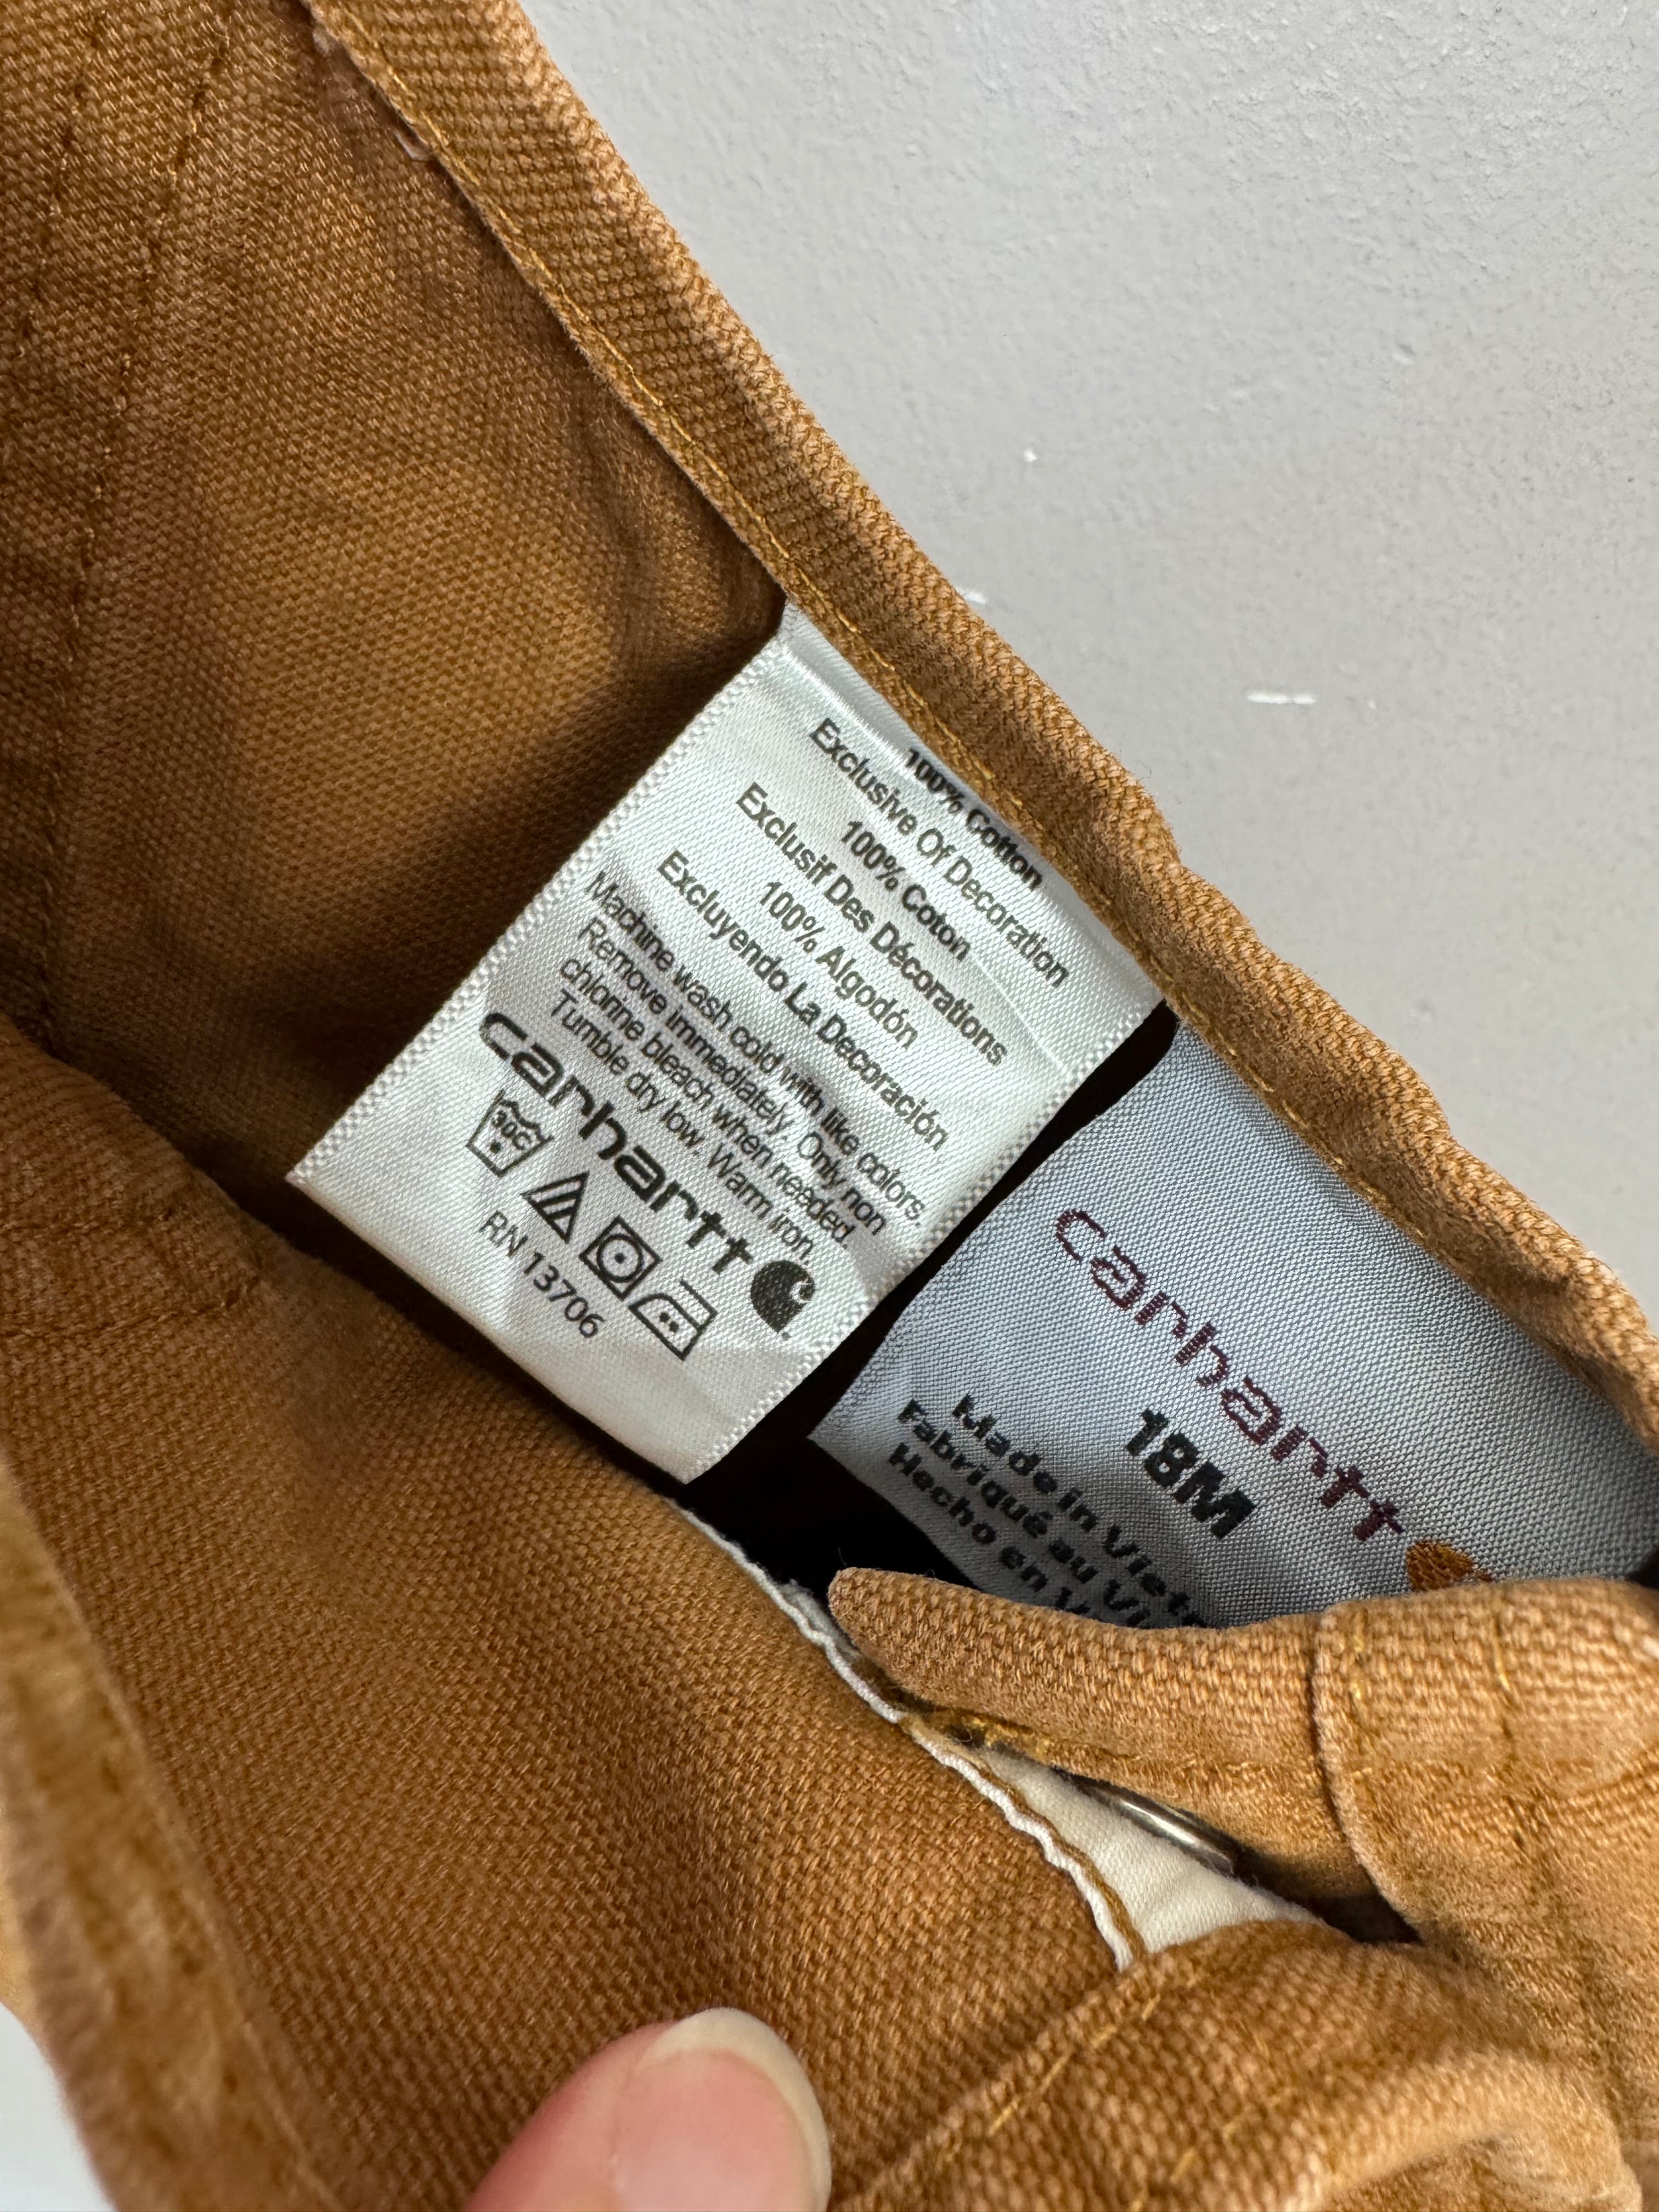 100% Cotton
Exclusive Of Decoration
100% Coton
Exclusif Des Décorations
100% Algodón
Excluyendo La Decoración
Machine wash cold with like colors.
Remove immediately. Only non
chlorine bleach when needed.
Tumble dry low. Warm iron.
carhartt
30C
RN 13706
carhartt
18M
Made in
Fabriqué au
Hecho en